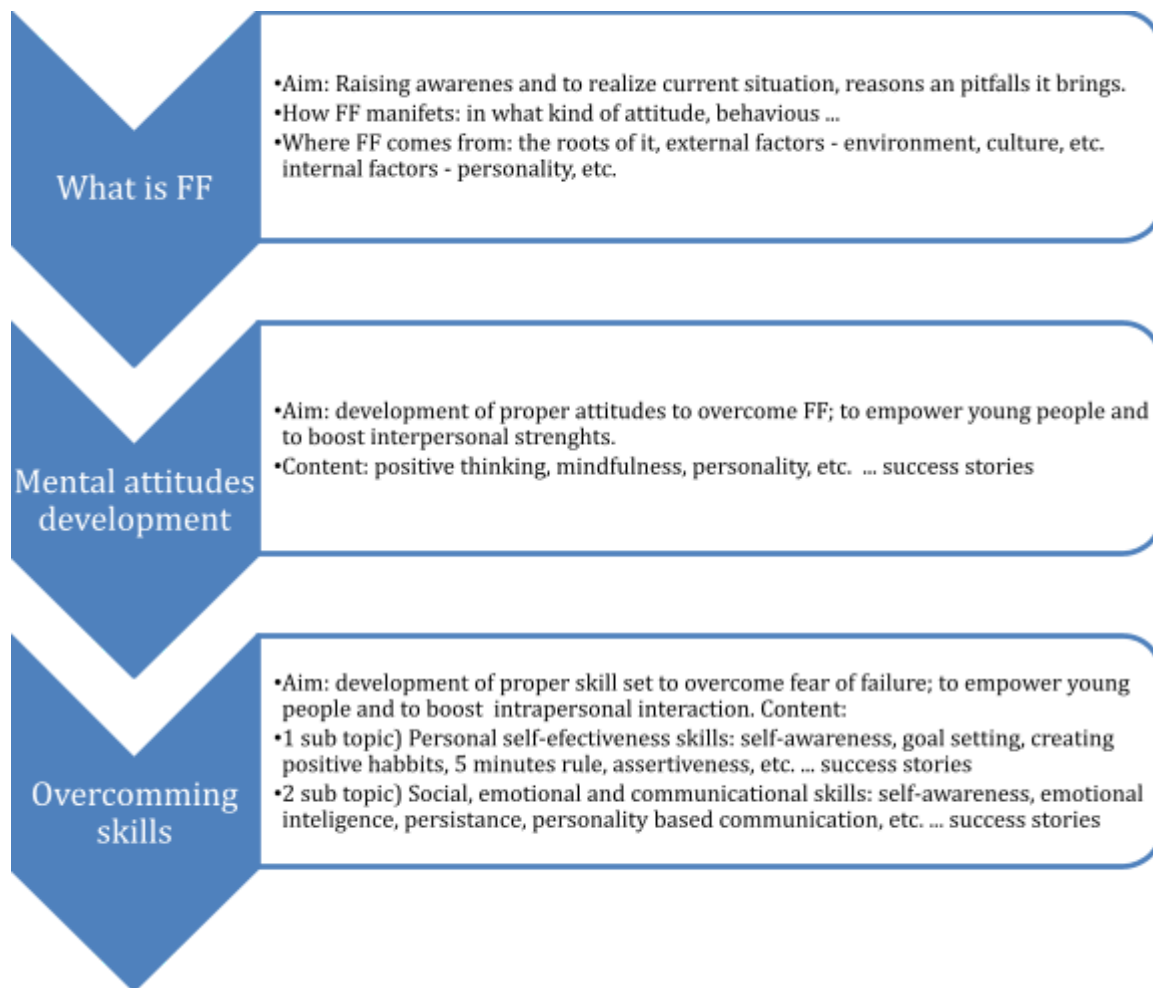 What is FF
•Aim: Raising awarenes and to realize current situation, reasons an pitfalls it brings.
•How FF manifets: in what kind of attitude, behavious ...
•Where FF comes from: the roots of it, external factors - environment, culture, etc.
internal factors - personality, etc.
Mental attitudes
development
•Aim: development of proper attitudes to overcome FF; to empower young people and
to boost interpersonal strenghts.
•Content: positive thinking, mindfulness, personality, etc. ... success stories
Overcomming
skills
•Aim: development of proper skill set to overcome fear of failure; to empower young
people and to boost intrapersonal interaction. Content:
•1 sub topic) Personal self-efectiveness skills: self-awareness, goal setting, creating
positive habbits, 5 minutes rule, assertiveness, etc. ... success stories
•2 sub topic) Social, emotional and communicational skills: self-awareness, emotional
inteligence, persistance, personality based communication, etc. ... success stories